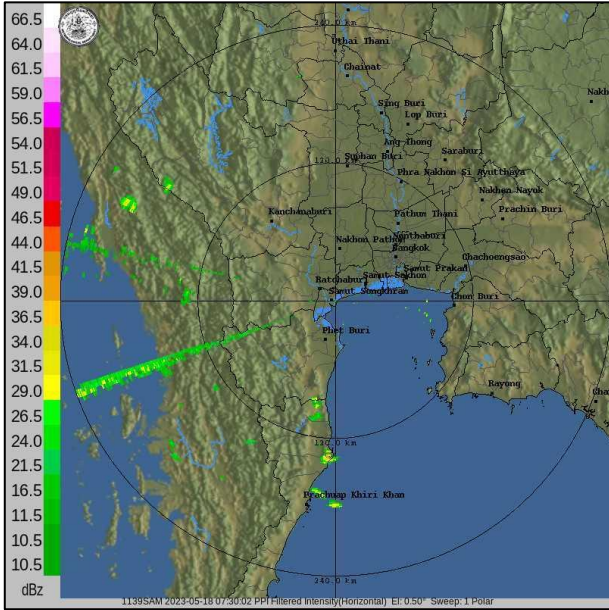 66.5
64.0
61.5
59.0
56.5
54.0
51.5
49.0
46.5
44.0
41.5
39.0
36.5
34.0
31.5
29.0
26.5
24.0
21.5
16.5
11.5
10.5
10.5
dBz
240.0 km
Uthai Thani
Chainat
Sing Buri
Lop Buri
Nakh
Ang Thong
120.0 km
Suphan Buri
Saraburi
Phra Nakhon Si Ayutthaya
Nakhon Nayok
Kanchanaburi
Pathum Thani
Prachin Buri
Nonthaburi
Nakhon Pathom
Bangkok
Chachoengsao
Samut Prakan
Samut Sakhon
Ratchaburi
Samut Songkhram
Chon Buri
Phet Buri
Rayong
Cha
120.0 km
Prachuap Khiri Khan
240.0 km
1139SAM 2023-05-18 07:30:02 PPI Filtered Intensity(Horizontal) El: 0.50° Sweep: 1 Polar